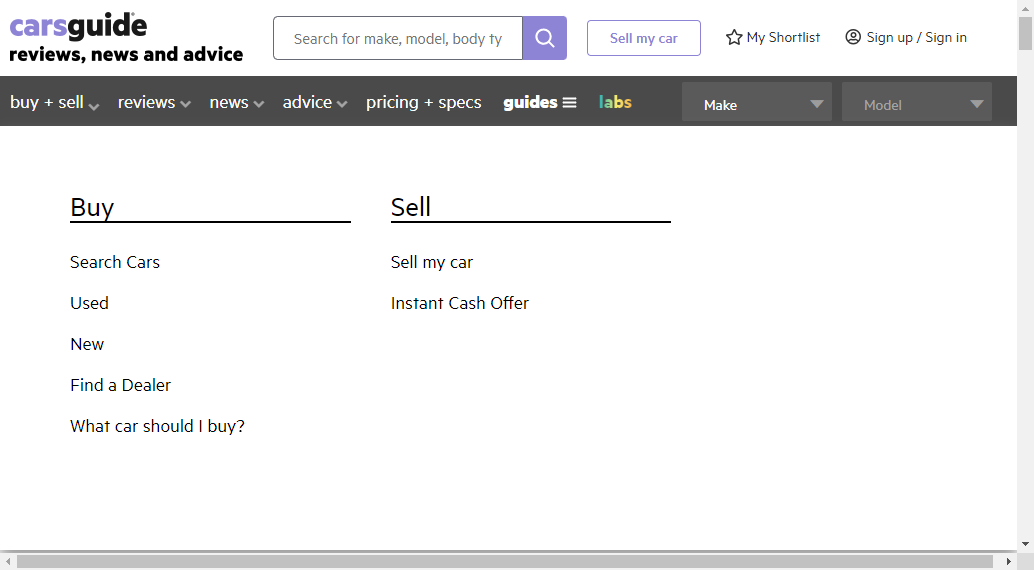 carsguide
reviews, news and advice
Search for make, model, body ty
Sell my car
My Shortlist
Sign up / Sign in
buy + sell
reviews
news
advice
pricing + specs
guides
labs
Make
Model
Buy
Search Cars
Used
New
Find a Dealer
What car should I buy?
Sell
Sell my car
Instant Cash Offer